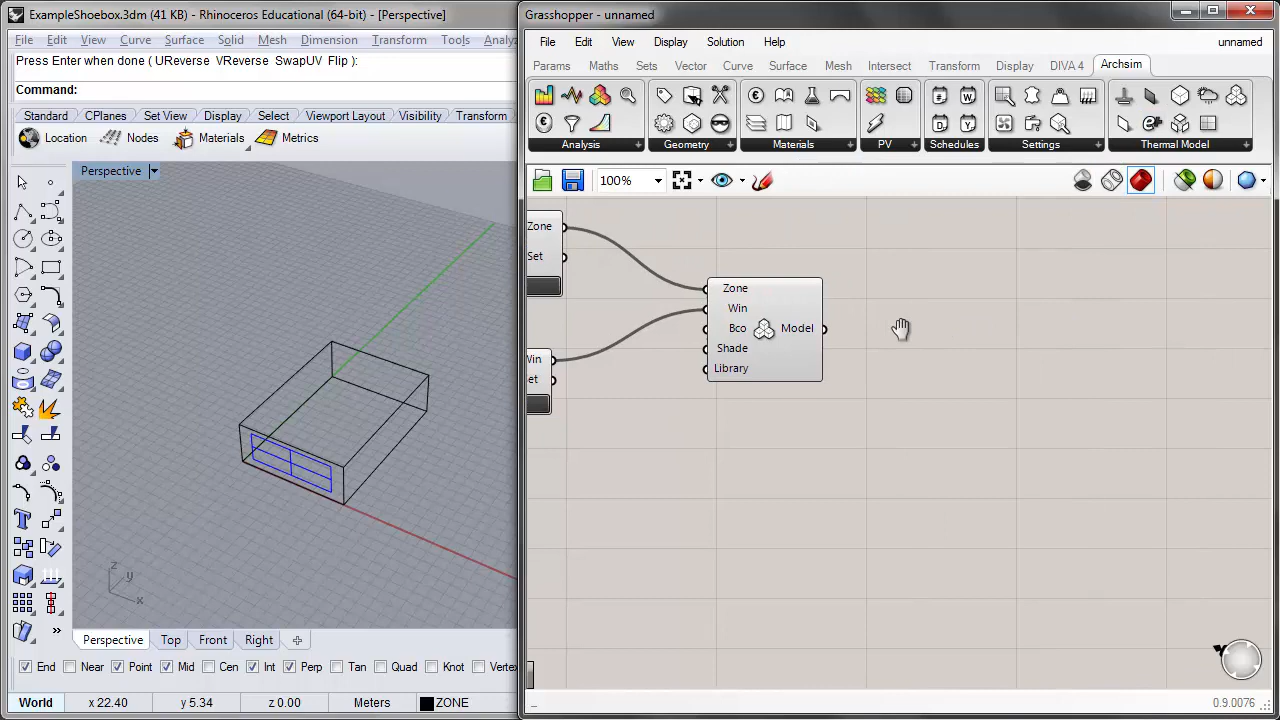 ExampleShoebox.3dm (41 KB) - Rhinoceros Educational (64-bit) - [Perspective]
File Edit View Curve Surface Solid Mesh Dimension Transform Tools Analyz
Press Enter when done ( UReverse VReverse SwapUV Flip ):
Command:
Standard CPlanes Set View Display Select Viewport Layout Visibility Transform
Location Nodes Materials Metrics
Perspective
z
y
x
Perspective Top Front Right
End Near Point Mid Cen Int Perp Tan Quad Knot Vertex
World x 22.40 y 5.34 z 0.00 Meters ZONE
Grasshopper - unnamed
File Edit View Display Solution Help unnamed
Params Maths Sets Vector Curve Surface Mesh Intersect Transform Display DIVA 4 Archsim
Analysis Geometry Materials PV Schedules Settings Thermal Model
100%
Zone
Set
Win
et
Zone
Win
Bco Model
Shade
Library
0.9.0076